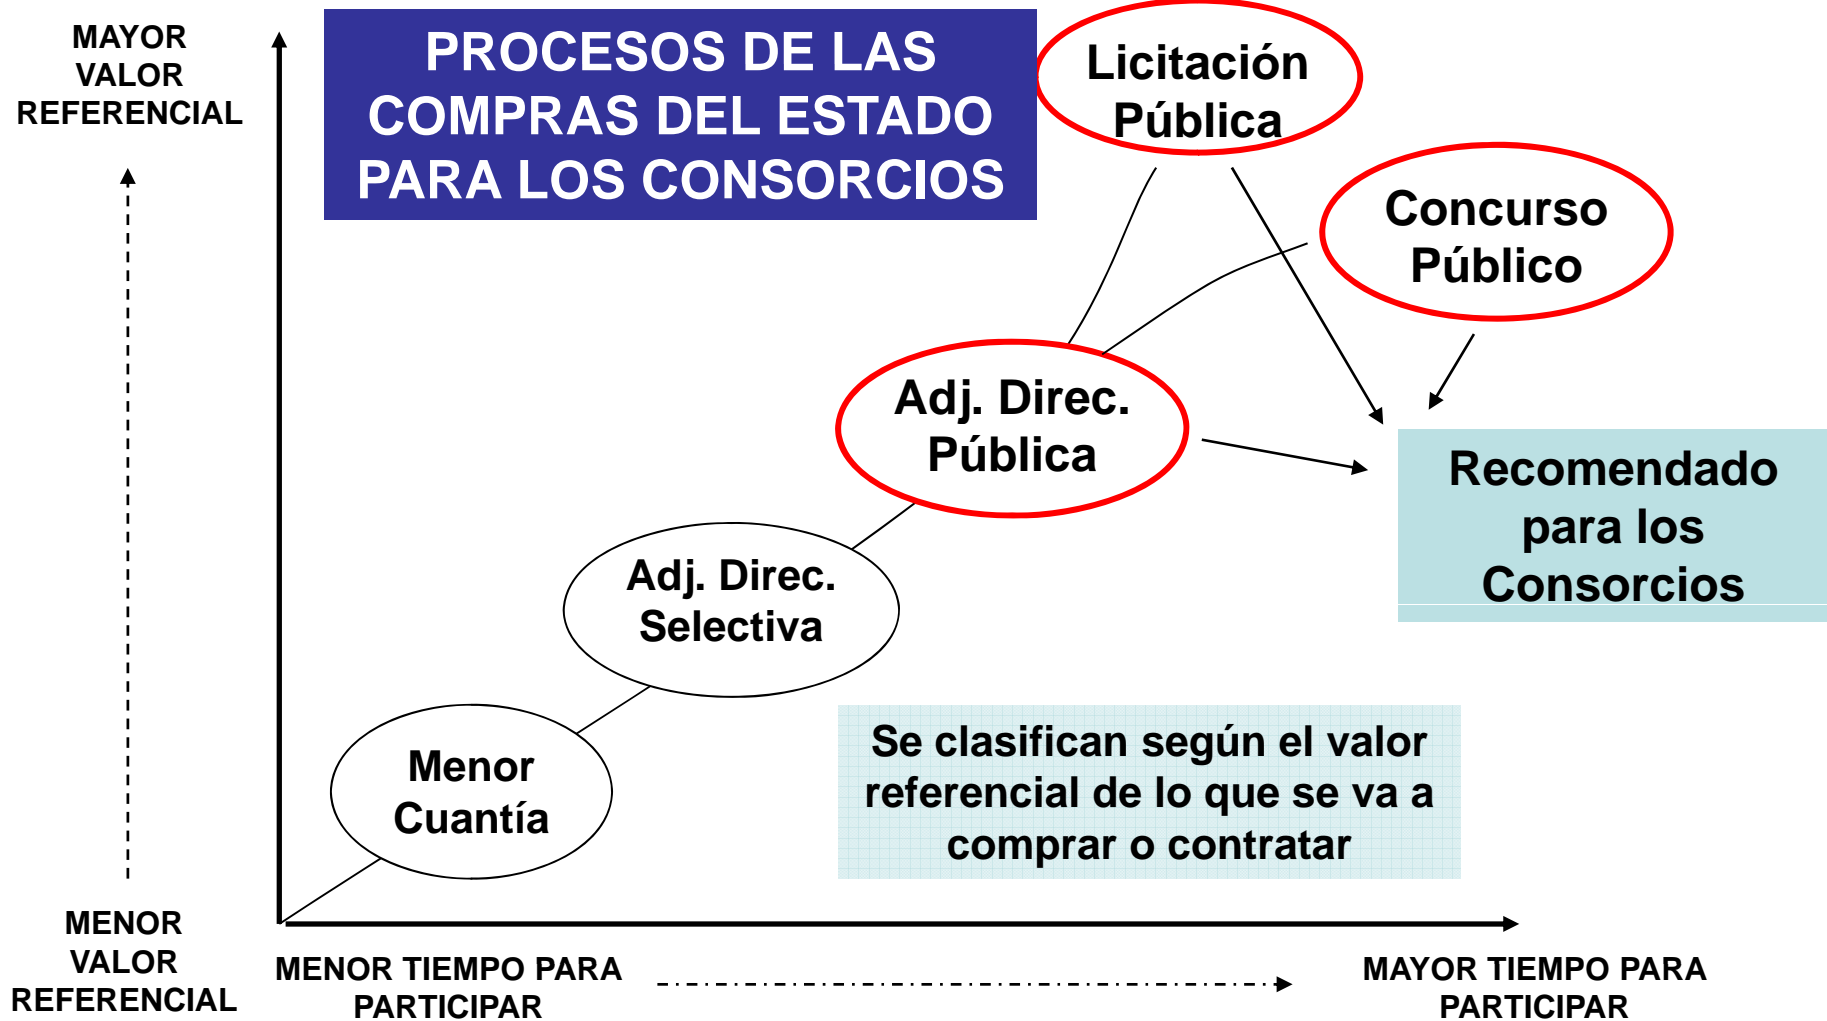 MAYOR
VALOR
REFERENCIAL
PROCESOS DE LAS
COMPRAS DEL ESTADO
PARA LOS CONSORCIOS
Licitación
Pública
Concurso
Público
Adj. Direc.
Pública
Recomendado
para los
Consorcios
Adj. Direc.
Selectiva
Menor
Cuantía
Se clasifican según el valor
referencial de lo que se va a
comprar o contratar
MENOR
VALOR
REFERENCIAL
MENOR TIEMPO PARA
PARTICIPAR
MAYOR TIEMPO PARA
PARTICIPAR